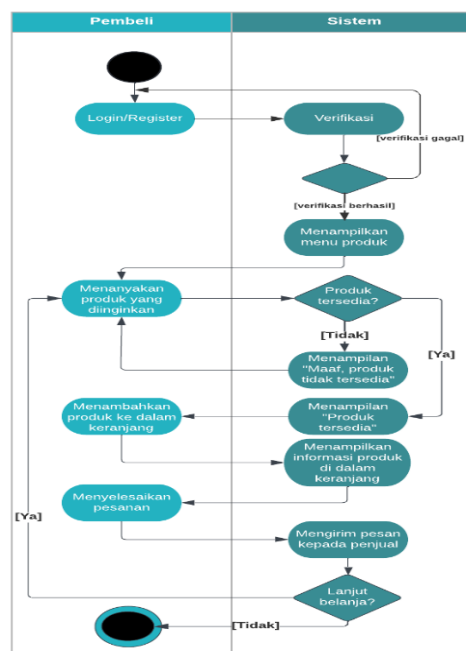 Pembeli
Sistem
Login/Register
Verifikasi
[verifikasi gagal]
[verifikasi berhasil]
Menampilkan
menu produk
Menanyakan
produk yang
diinginkan
Produk
tersedia?
[Tidak]
[Ya]
Menampilan
"Maaf, produk
tidak tersedia"
Menambahkan
produk ke dalam
keranjang
Menampilan
"Produk
tersedia"
Menampilkan
informasi produk
di dalam
keranjang
Menyelesaikan
pesanan
[Ya]
Mengirim pesan
kepada penjual
Lanjut
belanja?
[Tidak]